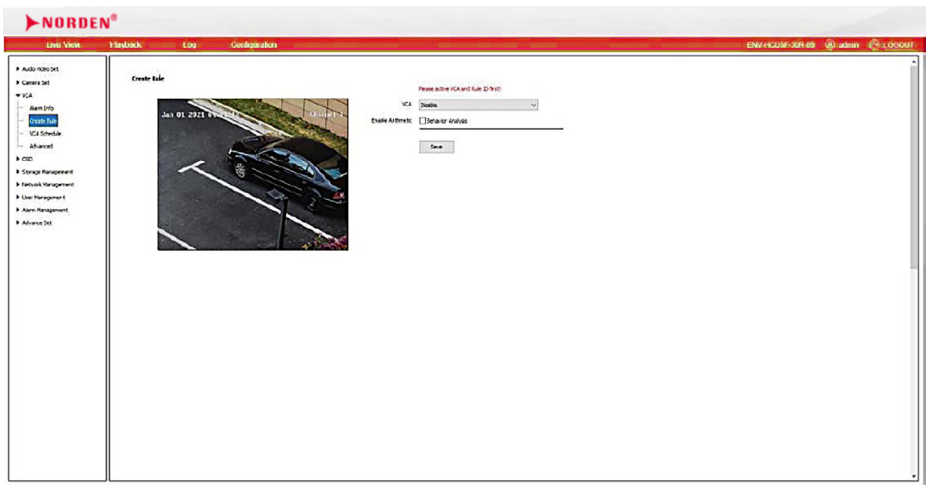 NORDEN®
Live View Playback Log Configuration admin LOGOUT
Audio Video Set
Camera Set
VCA
Alarm Info
Create Rule
VCA Schedule
Advanced
OSD
Storage Management
Network Management
User Management
Alarm Management
Advance Set
Create Rule
Jan 01 2021
Please active VCA and Rule ID first!
VCA Disable
Enable Arithmetic Behavior Analysis
Save